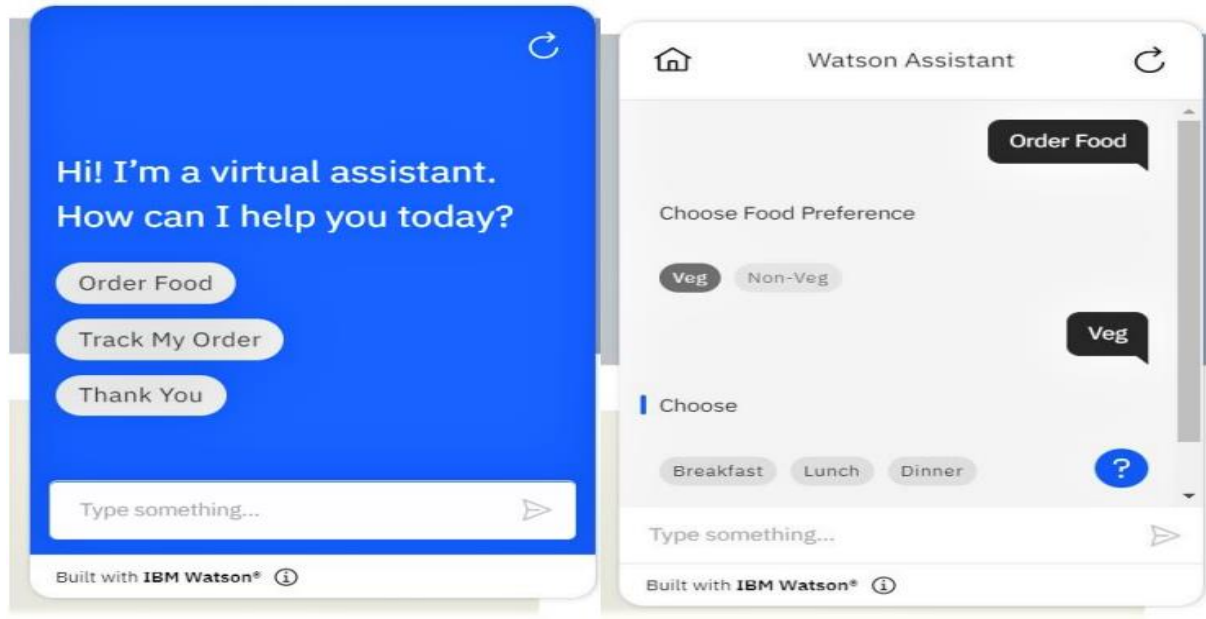 Hi! I’m a virtual assistant.
How can I help you today?
Order Food
Track My Order
Thank You
Type something...
Built with IBM Watson®
Watson Assistant
Order Food
Choose Food Preference
Veg Non-Veg
Veg
Choose
Breakfast Lunch Dinner
?
Type something...
Built with IBM Watson®